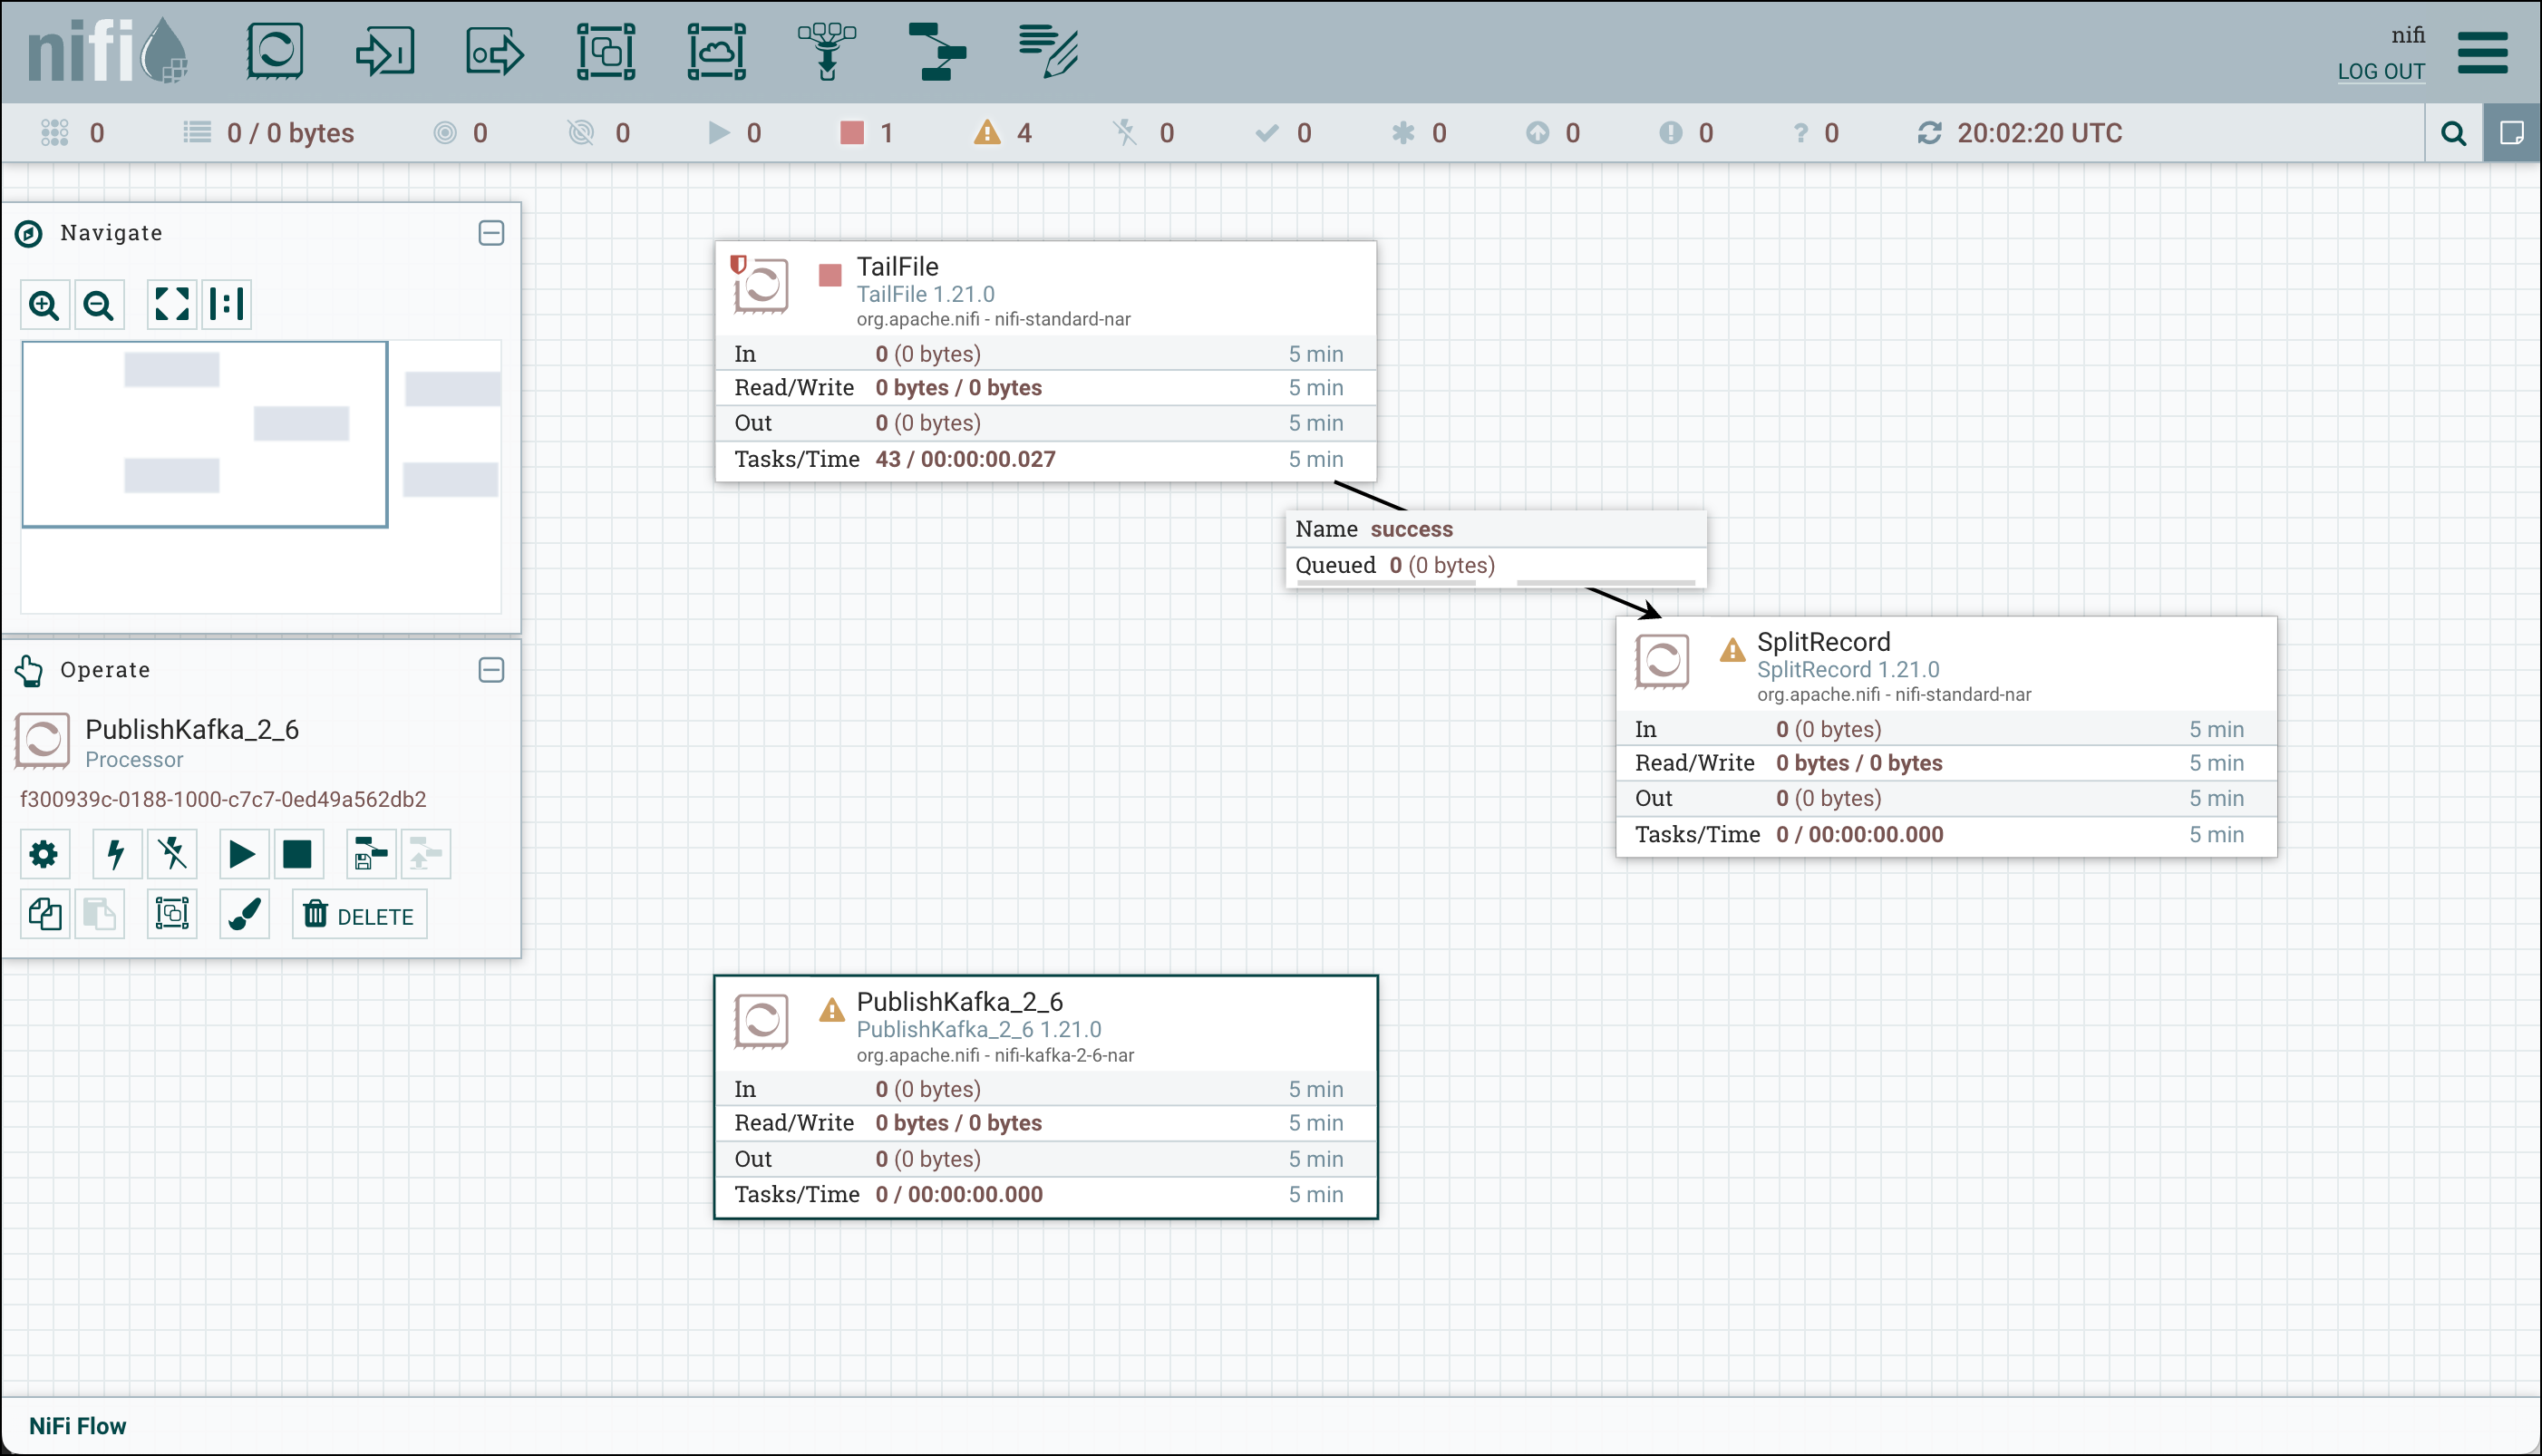 nifi
nifi
LOG OUT
0
0 / 0 bytes
0
0
0
1
4
0
0
0
0
0
? 0
20:02:20 UTC
Navigate
Operate
PublishKafka_2_6
Processor
f300939c-0188-1000-c7c7-0ed49a562db2
DELETE
TailFile
TailFile 1.21.0
org.apache.nifi - nifi-standard-nar
In 0 (0 bytes) 5 min
Read/Write 0 bytes / 0 bytes 5 min
Out 0 (0 bytes) 5 min
Tasks/Time 43 / 00:00:00.027 5 min
Name success
Queued 0 (0 bytes)
SplitRecord
SplitRecord 1.21.0
org.apache.nifi - nifi-standard-nar
In 0 (0 bytes) 5 min
Read/Write 0 bytes / 0 bytes 5 min
Out 0 (0 bytes) 5 min
Tasks/Time 0 / 00:00:00.000 5 min
PublishKafka_2_6
PublishKafka_2_6 1.21.0
org.apache.nifi - nifi-kafka-2-6-nar
In 0 (0 bytes) 5 min
Read/Write 0 bytes / 0 bytes 5 min
Out 0 (0 bytes) 5 min
Tasks/Time 0 / 00:00:00.000 5 min
NiFi Flow